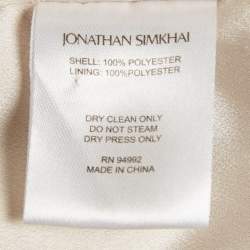 JONATHAN SIMKHAI
SHELL: 100% POLYESTER
LINING: 100%POLYESTER
DRY CLEAN ONLY
DO NOT STEAM
DRY PRESS ONLY
RN 94992
MADE IN CHINA